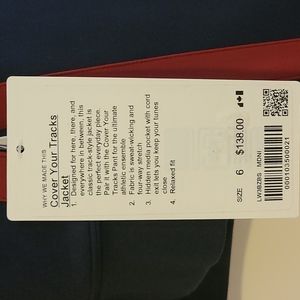 WHY WE MADE THIS
Cover Your Tracks
Jacket
1. Designed for here, there, and
everywhere in between, this
classic track-style jacket is
the perfect everyday piece.
Pair it with the Cover Your
Tracks Pant for the ultimate
athletic ensemble
2. Fabric is sweat-wicking and
four-way stretch
3. Hidden media pocket with cord
exit lets you keep your tunes
close
4. Relaxed fit
SIZE 6 $138.00
LW3BZBS MDNI
000103500021